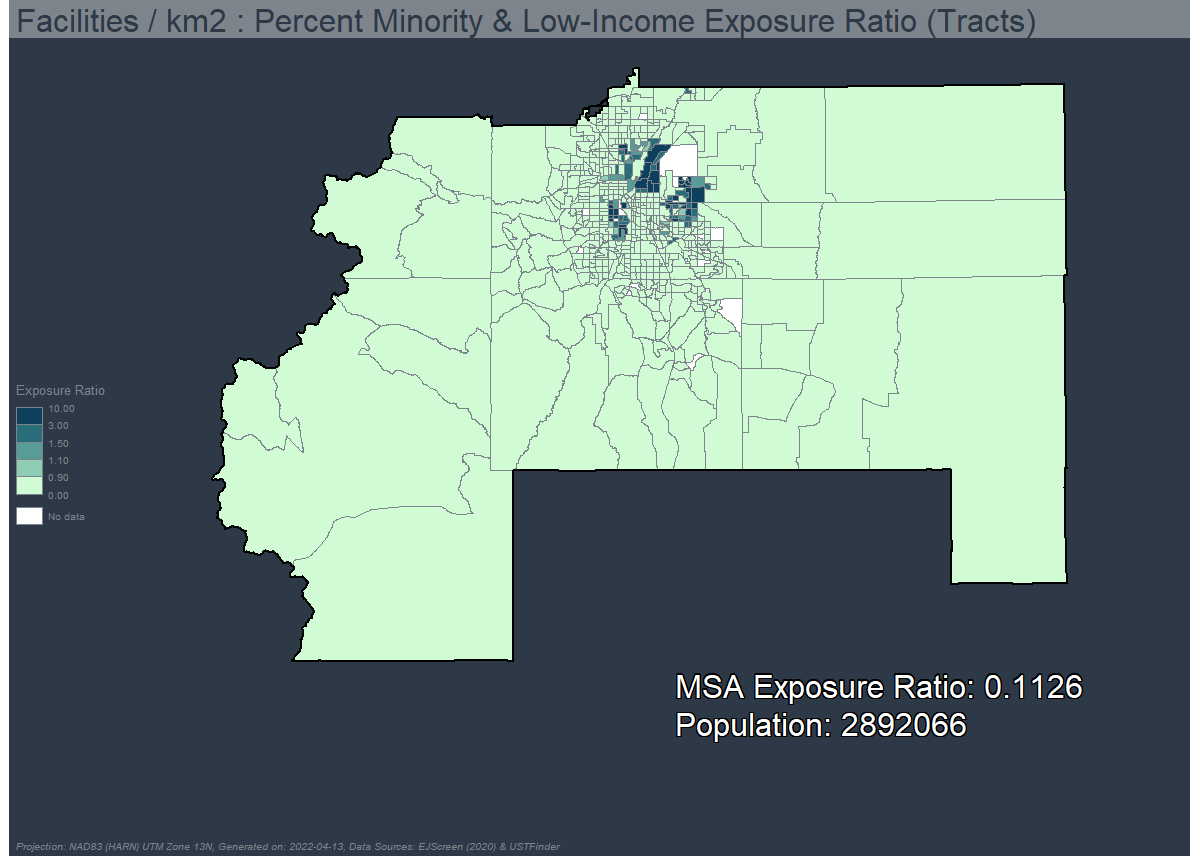 Facilities / km2 : Percent Minority & Low-Income Exposure Ratio (Tracts)
Exposure Ratio
10.00
3.00
1.50
1.10
0.90
0.00
No data
MSA Exposure Ratio: 0.1126
Population: 2892066
Projection: NAD83 (HARN) UTM Zone 13N, Generated on: 2022-04-13, Data Sources: EJScreen (2020) & USTFinder